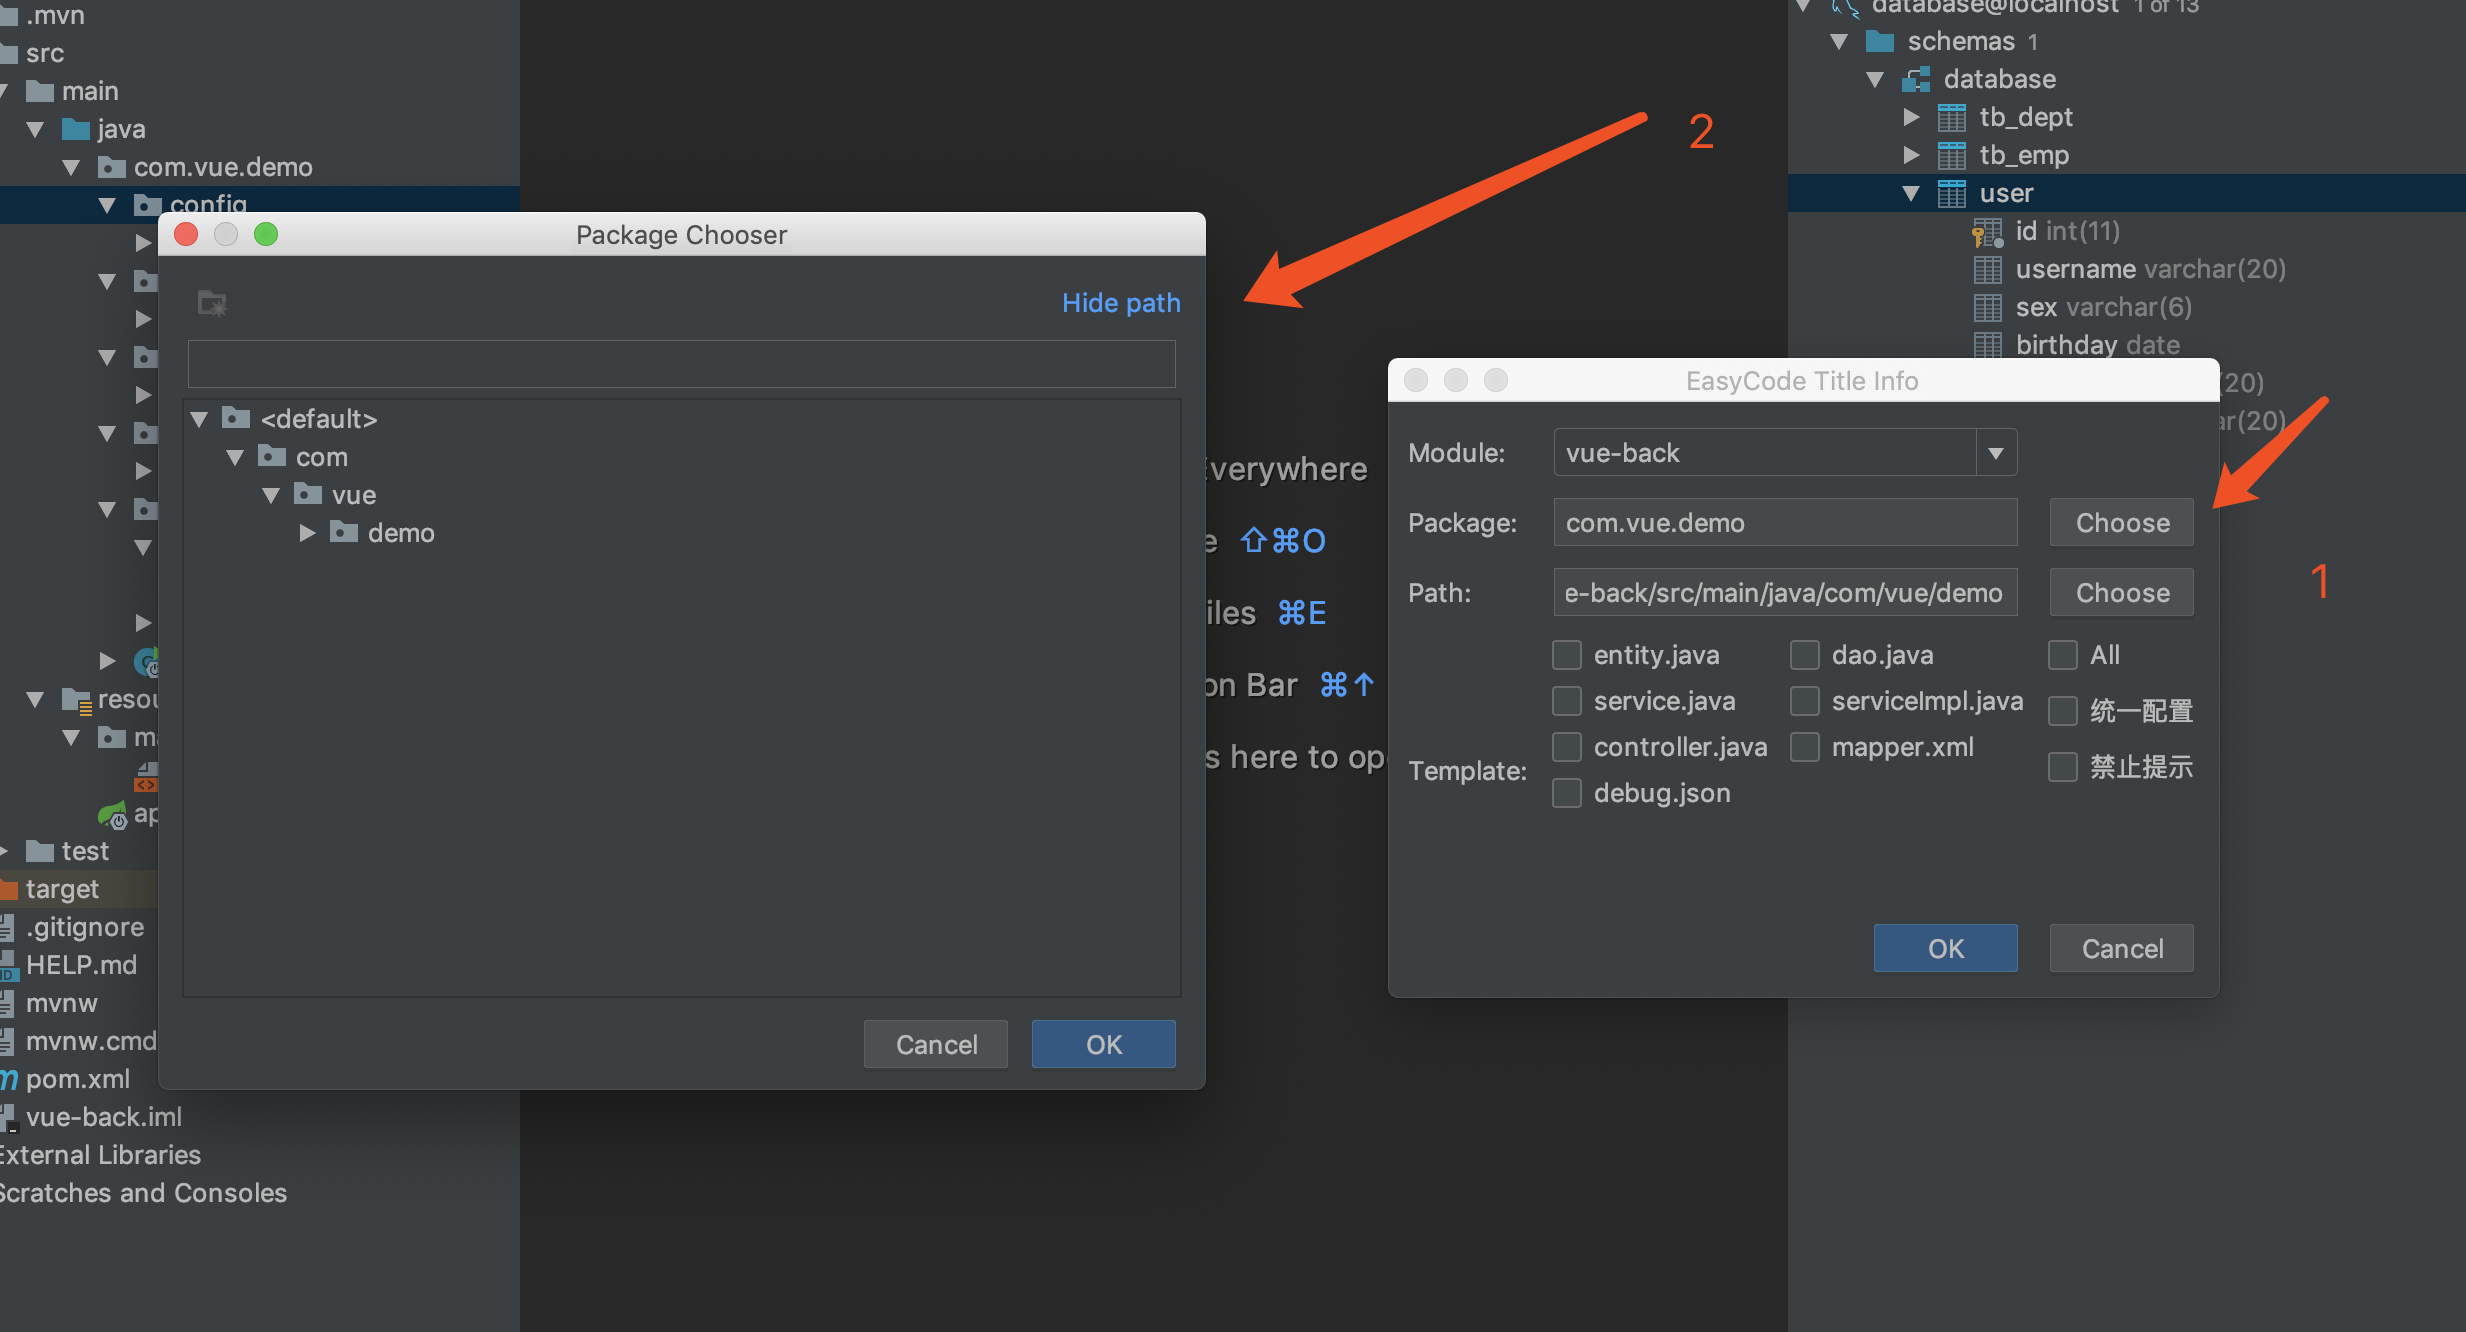 .mvn
src
main
java
com.vue.demo
config
resou
ma
ap
test
target
.gitignore
HELP.md
mvnw
mvnw.cmd
pom.xml
vue-back.iml
External Libraries
Scratches and Consoles
Package Chooser
Hide path
<default>
com
vue
demo
Cancel
OK
2
Everywhere
e ⇧⌘O
iles ⌘E
on Bar ⌘↑
s here to ope
EasyCode Title Info
Module:
vue-back
Package:
com.vue.demo
Choose
Path:
e-back/src/main/java/com/vue/demo
Choose
Template:
entity.java
dao.java
All
service.java
serviceImpl.java
统一配置
controller.java
mapper.xml
禁止提示
debug.json
OK
Cancel
1
database@localhost 1 of 13
schemas 1
database
tb_dept
tb_emp
user
id int(11)
username varchar(20)
sex varchar(6)
birthday date
(20)
ar(20)